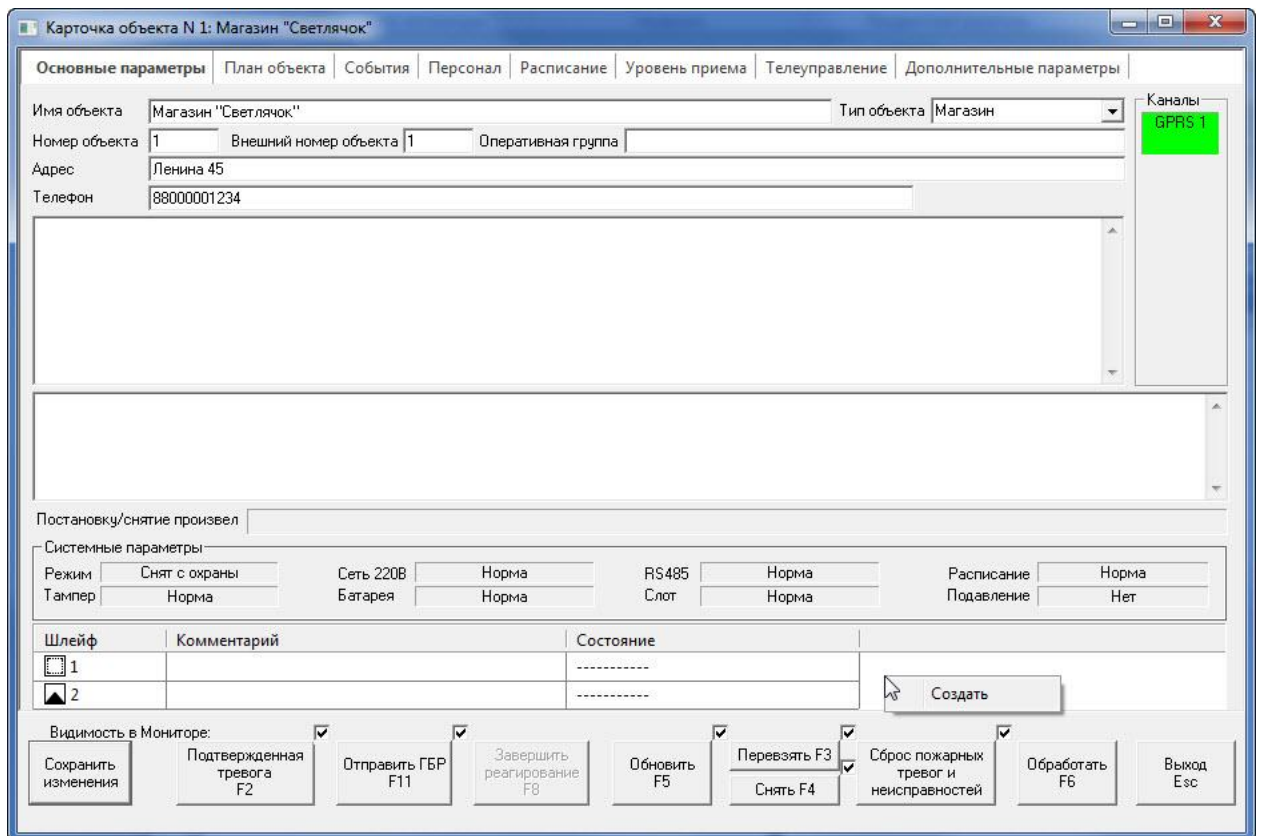 Карточка объекта N 1: Магазин "Светлячок"
Основные параметры План объекта События Персонал Расписание Уровень приема Телеуправление Дополнительные параметры
Имя объекта Магазин "Светлячок" Тип объекта Магазин
Каналы
GPRS 1
Номер объекта 1 Внешний номер объекта 1 Оперативная группа
Адрес Ленина 45
Телефон 88000001234
Постановку/снятие произвел
Системные параметры
Режим Снят с охраны Сеть 220В Норма RS485 Норма Расписание Норма
Тампер Норма Батарея Норма Слот Норма Подавление Нет
Шлейф Комментарий Состояние
1 -----------
2 -----------
Создать
Видимость в Мониторе:
Сохранить
изменения
Подтвержденная
тревога
F2
Отправить ГБР
F11
Завершить
реагирование
F8
Обновить
F5
Перевзять F3
Снять F4
Сброс пожарных
тревог и
неисправностей
Обработать
F6
Выход
Esc